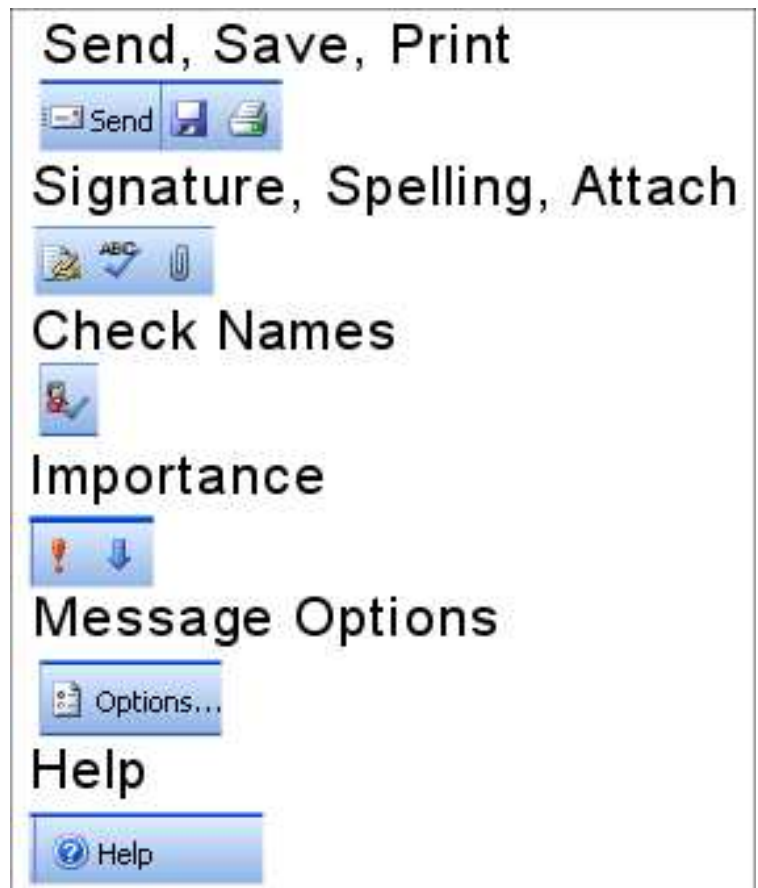 Send, Save, Print
Send
Signature, Spelling, Attach
ABC
Check Names
Importance
Message Options
Options...
Help
Help